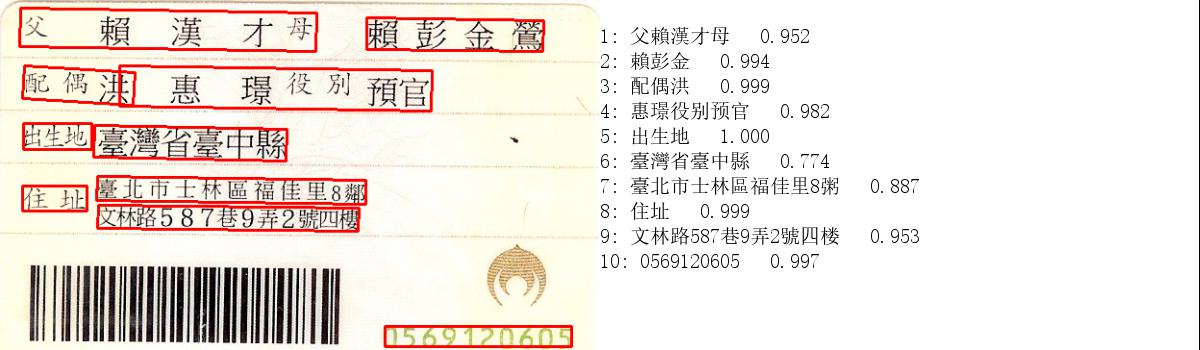 父 賴漢才 母 賴彭金鶯
配偶 洪惠璟 役別 預官
出生地 臺灣省臺中縣
住址 臺北市士林區福佳里8鄰
文林路587巷9弄2號四樓
0569120605
1: 父賴漢才母 0.952
2: 賴彭金 0.994
3: 配偶洪 0.999
4: 惠璟役别预官 0.982
5: 出生地 1.000
6: 臺灣省臺中縣 0.774
7: 臺北市士林區福佳里8粥 0.887
8: 住址 0.999
9: 文林路587巷9弄2號四楼 0.953
10: 0569120605 0.997